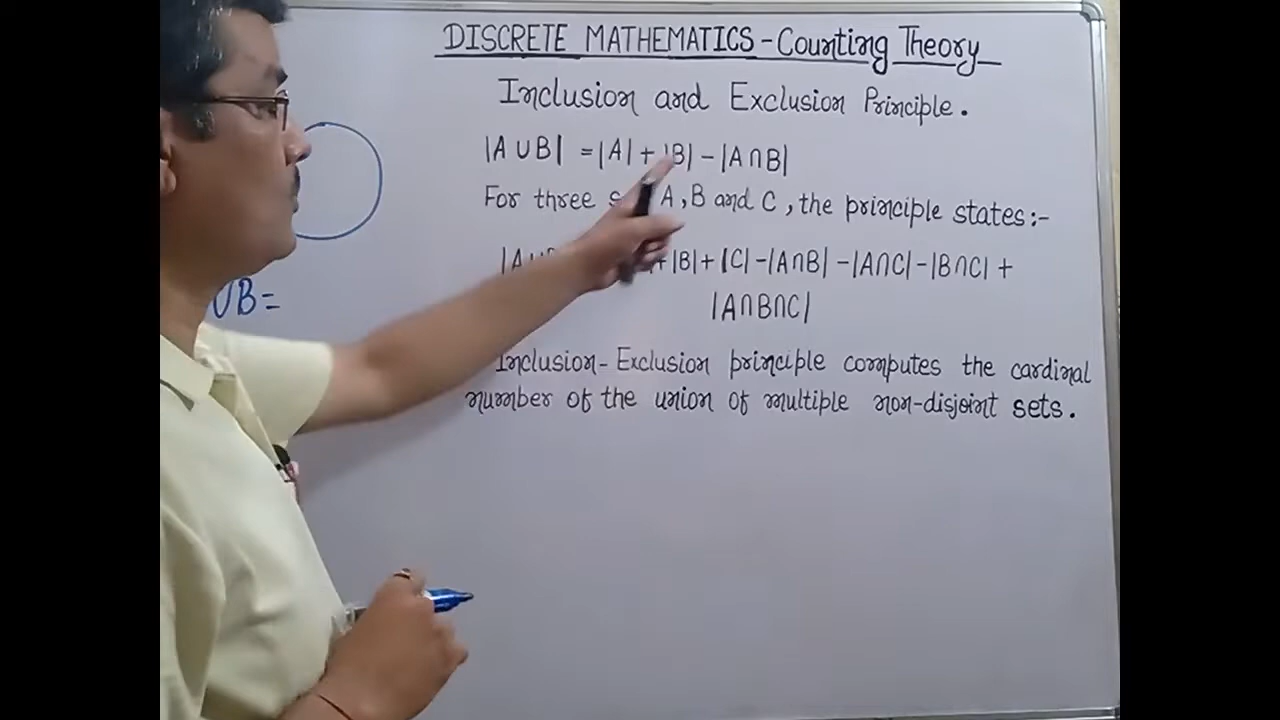 DISCRETE MATHEMATICS - Counting Theory
Inclusion and Exclusion Principle.
|A ∪ B| = |A| + |B| - |A ∩ B|
For three A, B and C, the principle states:-
+ |B| + |C| - |A∩B| - |A∩C| - |B∩C| +
|A∩B∩C|
∪B=
Inclusion - Exclusion principle computes the cardinal
number of the union of multiple non-disjoint sets.